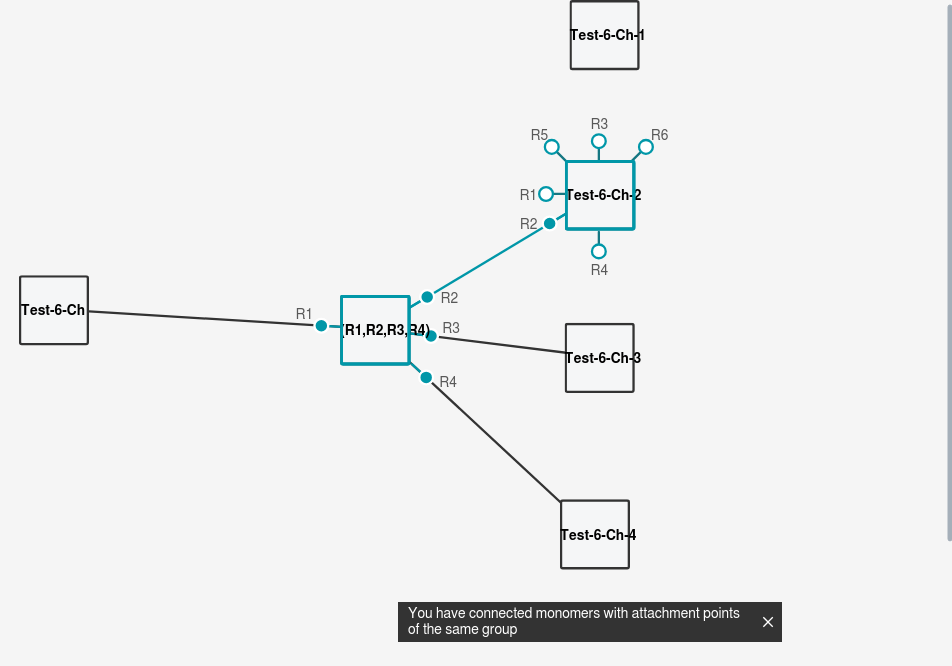 Test-6-Ch-1
R3
R5
R6
R1
Test-6-Ch-2
R2
R4
R2
Test-6-Ch
R1
(R1,R2,R3,R4)
R3
Test-6-Ch-3
R4
Test-6-Ch-4
You have connected monomers with attachment points
of the same group